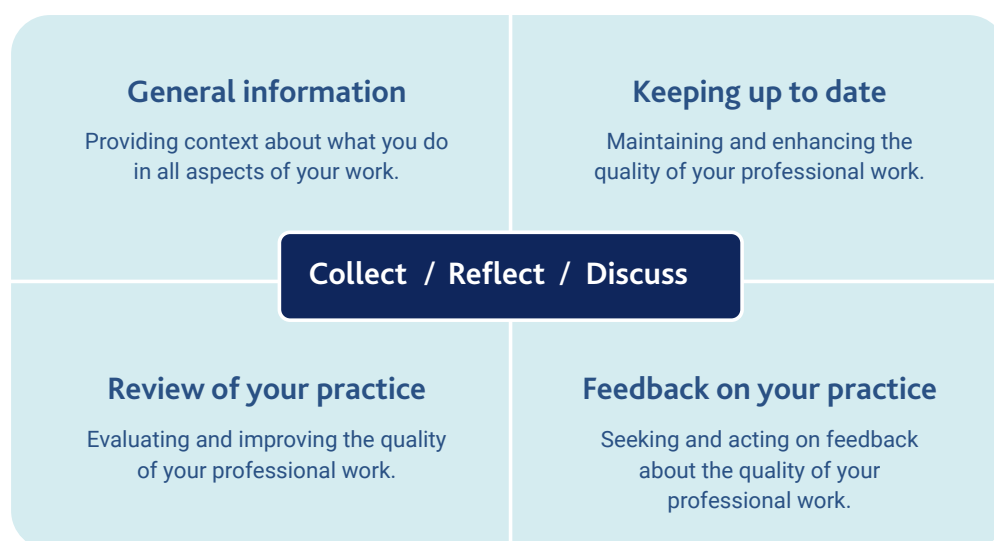 General information
Providing context about what you do
in all aspects of your work.
Keeping up to date
Maintaining and enhancing the
quality of your professional work.
Collect / Reflect / Discuss
Review of your practice
Evaluating and improving the quality
of your professional work.
Feedback on your practice
Seeking and acting on feedback
about the quality of your
professional work.